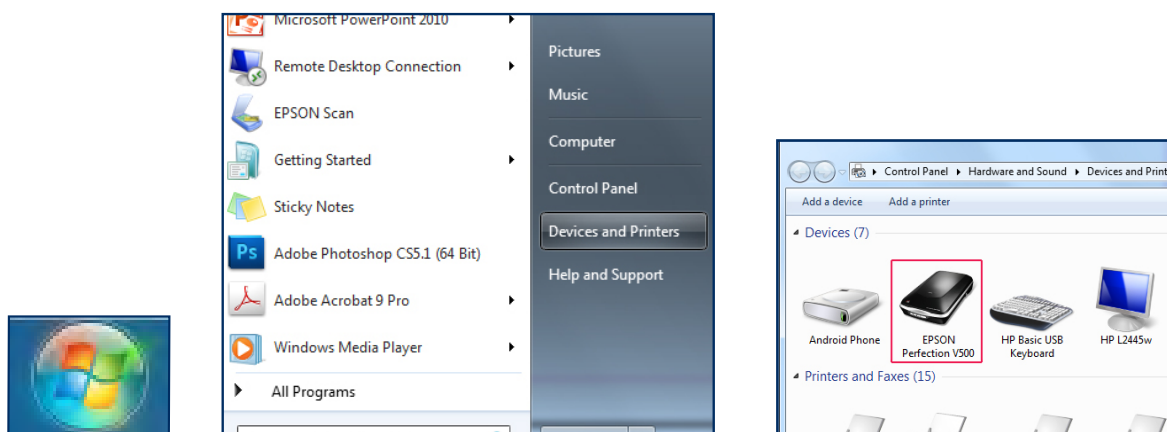 Microsoft PowerPoint 2010
Remote Desktop Connection
EPSON Scan
Getting Started
Sticky Notes
Ps Adobe Photoshop CS5.1 (64 Bit)
Adobe Acrobat 9 Pro
Windows Media Player
All Programs
Pictures
Music
Computer
Control Panel
Devices and Printers
Help and Support
Control Panel Hardware and Sound Devices and Print
Add a device Add a printer
Devices (7)
Android Phone
EPSON
Perfection V500
HP Basic USB
Keyboard
HP L2445w
Printers and Faxes (15)